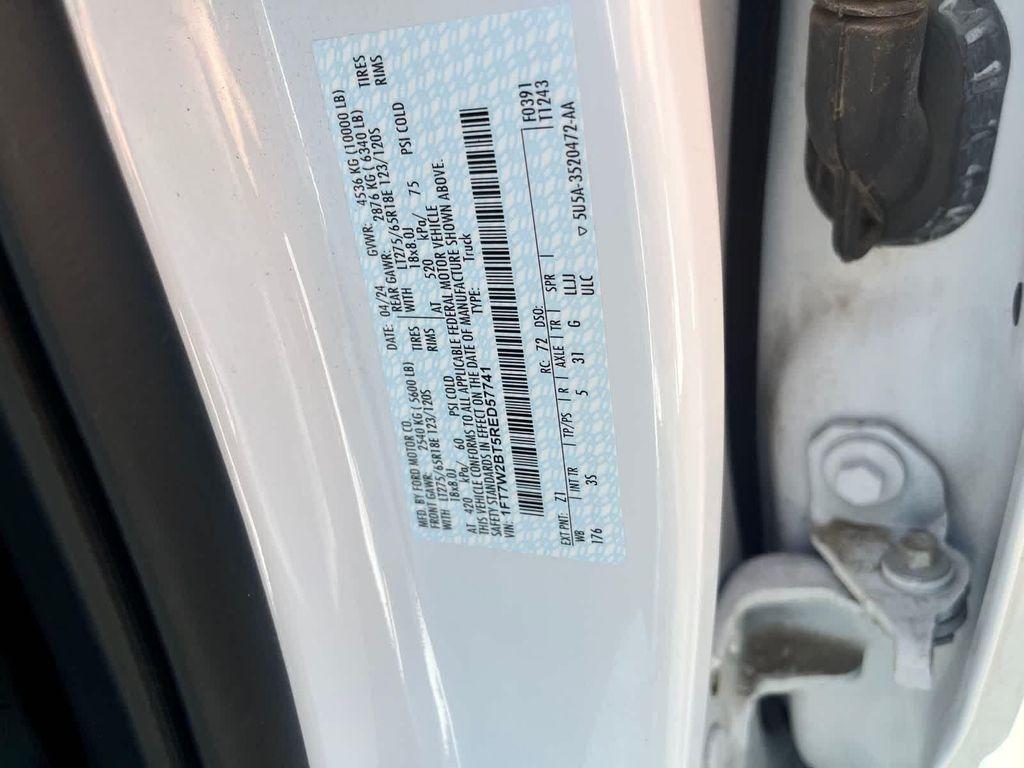 MFD. BY FORD MOTOR CO.
DATE: 04/24 GVWR: 4536 KG (10000 LB)
FRONT GAWR: 2540 KG ( 5600 LB) REAR GAWR: 2876 KG ( 6340 LB)
LT275/65R18E 123/120S TIRES LT275/65R18E 123/120S TIRES
WITH 18x8.0J RIMS WITH 18x8.0J RIMS
AT 420 kPa/ 60 PSI COLD AT 520 kPa/ 75 PSI COLD
THIS VEHICLE CONFORMS TO ALL APPLICABLE FEDERAL MOTOR VEHICLE
SAFETY STANDARDS IN EFFECT ON THE DATE OF MANUFACTURE SHOWN ABOVE.
VIN: 1FT7W2BT5RED57741 TYPE: Truck
F0391
T1243
EXT PNT: Z1 RC: 72 DSO:
WB INT TR TP/PS R AXLE TR SPR
176 3S 5 31 G LLJJ
ULC
5U5A-3520472-AA